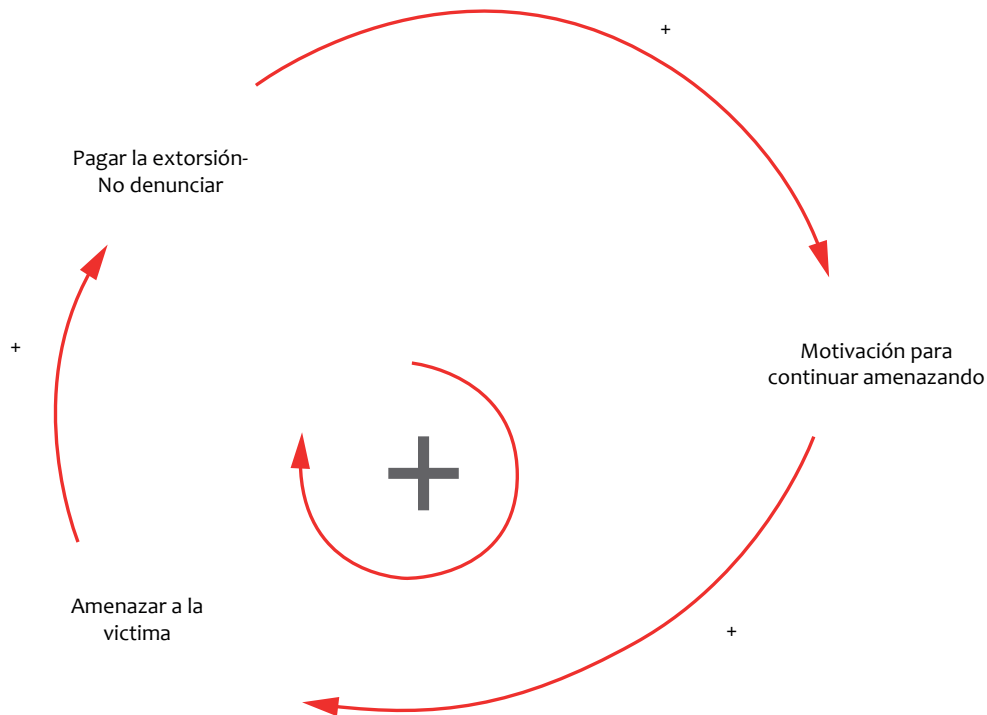 +
Pagar la extorsión-
No denunciar
+
Motivación para
continuar amenazando
+
Amenazar a la
victima
+